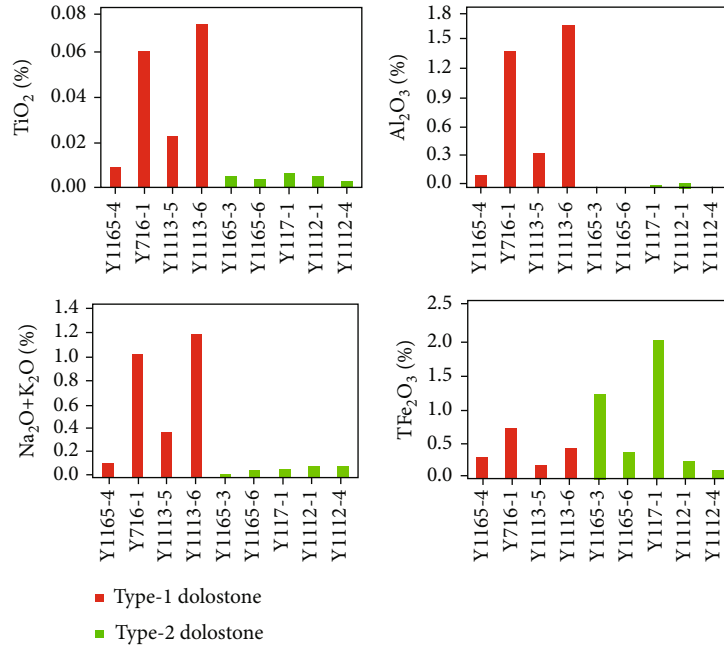 TiO2 (%)
0.08
0.06
0.04
0.02
0.00
Y1165-4
Y716-1
Y1113-5
Y1113-6
Y1165-3
Y1165-6
Y117-1
Y1112-1
Y1112-4
Al2O3 (%)
1.8
1.5
1.2
0.9
0.6
0.3
0.0
Y1165-4
Y716-1
Y1113-5
Y1113-6
Y1165-3
Y1165-6
Y117-1
Y1112-1
Y1112-4
Na2O+K2O (%)
1.4
1.2
1.0
0.8
0.6
0.4
0.2
0.0
Y1165-4
Y716-1
Y1113-5
Y1113-6
Y1165-3
Y1165-6
Y117-1
Y1112-1
Y1112-4
TFe2O3 (%)
2.5
2.0
1.5
1.0
0.5
0.0
Y1165-4
Y716-1
Y1113-5
Y1113-6
Y1165-3
Y1165-6
Y117-1
Y1112-1
Y1112-4
Type-1 dolostone
Type-2 dolostone